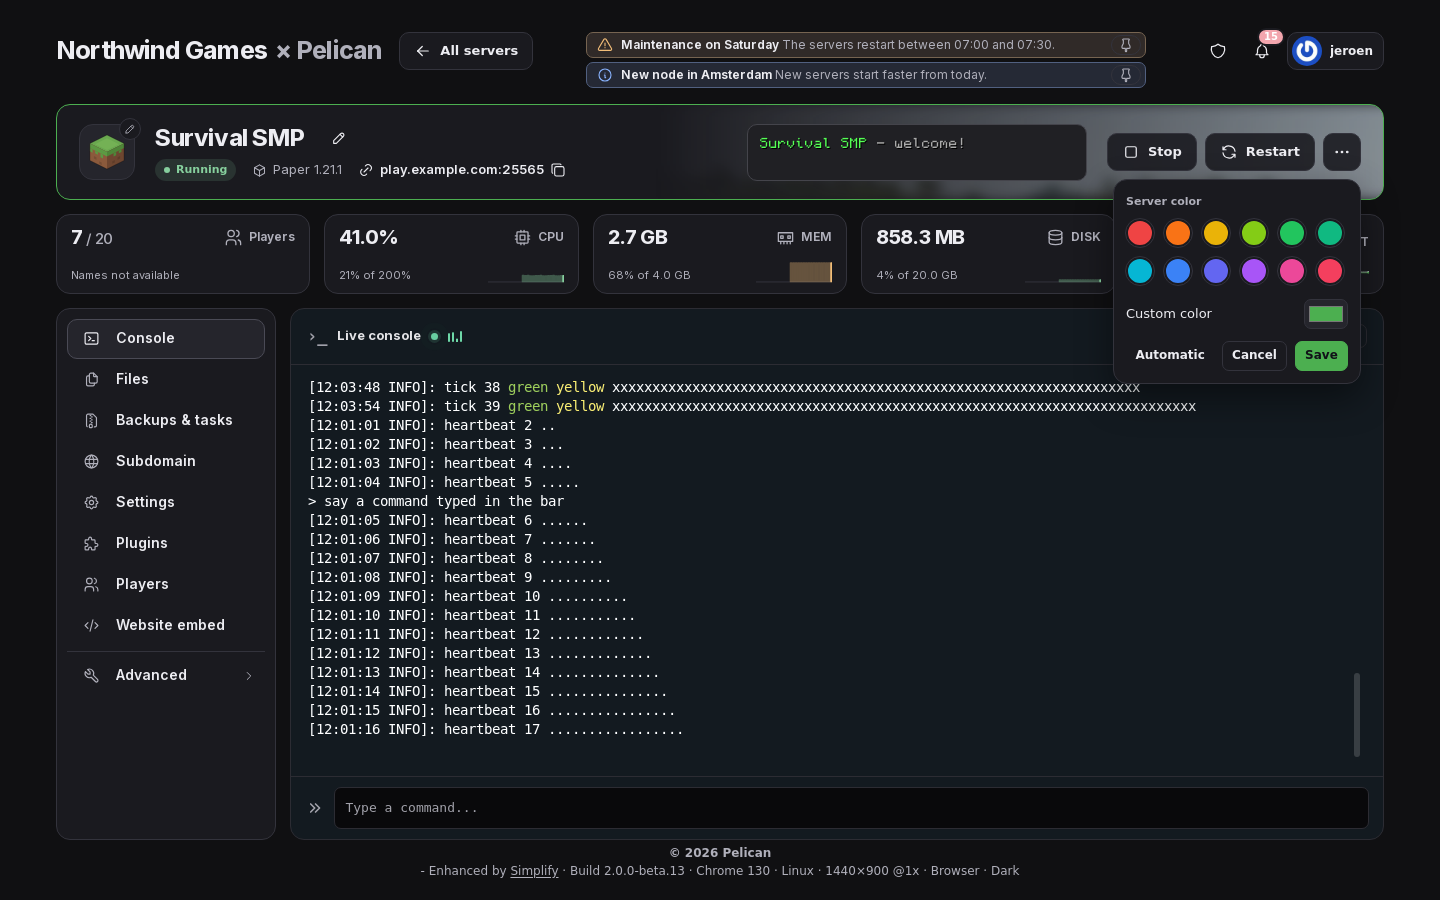 Northwind Games × Pelican
All servers
Maintenance on Saturday The servers restart between 07:00 and 07:30.
New node in Amsterdam New servers start faster from today.
15
jeroen
Survival SMP
Running
Paper 1.21.1
play.example.com:25565
Survival SMP - welcome!
Stop
Restart
7 / 20
Players
Names not available
41.0%
CPU
21% of 200%
2.7 GB
MEM
68% of 4.0 GB
858.3 MB
DISK
4% of 20.0 GB
T
Server color
Custom color
Automatic
Cancel
Save
Console
Files
Backups & tasks
Subdomain
Settings
Plugins
Players
Website embed
Advanced
Live console
[12:03:48 INFO]: tick 38 green yellow xxxxxxxxxxxxxxxxxxxxxxxxxxxxxxxxxxxxxxxxxxxxxxxxxxxxxxxxxxxxxxxxxx
[12:03:54 INFO]: tick 39 green yellow xxxxxxxxxxxxxxxxxxxxxxxxxxxxxxxxxxxxxxxxxxxxxxxxxxxxxxxxxxxxxxxxxxxxxxxxx
[12:01:01 INFO]: heartbeat 2 ..
[12:01:02 INFO]: heartbeat 3 ...
[12:01:03 INFO]: heartbeat 4 ....
[12:01:04 INFO]: heartbeat 5 .....
> say a command typed in the bar
[12:01:05 INFO]: heartbeat 6 ......
[12:01:06 INFO]: heartbeat 7 .......
[12:01:07 INFO]: heartbeat 8 ........
[12:01:08 INFO]: heartbeat 9 .........
[12:01:09 INFO]: heartbeat 10 ..........
[12:01:10 INFO]: heartbeat 11 ...........
[12:01:11 INFO]: heartbeat 12 ............
[12:01:12 INFO]: heartbeat 13 .............
[12:01:13 INFO]: heartbeat 14 ..............
[12:01:14 INFO]: heartbeat 15 ...............
[12:01:15 INFO]: heartbeat 16 ................
[12:01:16 INFO]: heartbeat 17 .................
Type a command...
© 2026 Pelican
- Enhanced by Simplify · Build 2.0.0-beta.13 · Chrome 130 · Linux · 1440×900 @1x · Browser · Dark